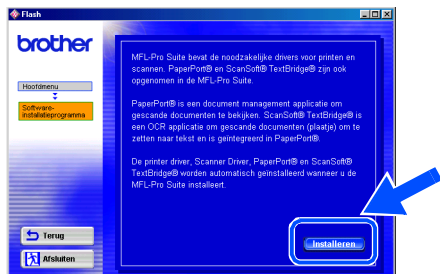 Flash
brother
Hoofdmenu
Software-
installatieprogramma
MFL-Pro Suite bevat de noodzakelijke drivers voor printen en
scannen. PaperPort® en ScanSoft® TextBridge® zijn ook
opgenomen in de MFL-Pro Suite.
PaperPort® is een document management applicatie om
gescande documenten te bekijken. ScanSoft® TextBridge® is
een OCR applicatie om gescande documenten (plaatje) om te
zetten naar tekst en is geïntegreerd in PaperPort®.
De printer driver, Scanner Driver, PaperPort® en ScanSoft®
TextBridge® worden automatisch geïnstalleerd wanneer u de
MFL-Pro Suite installeert.
Installeren
Terug
Afsluiten